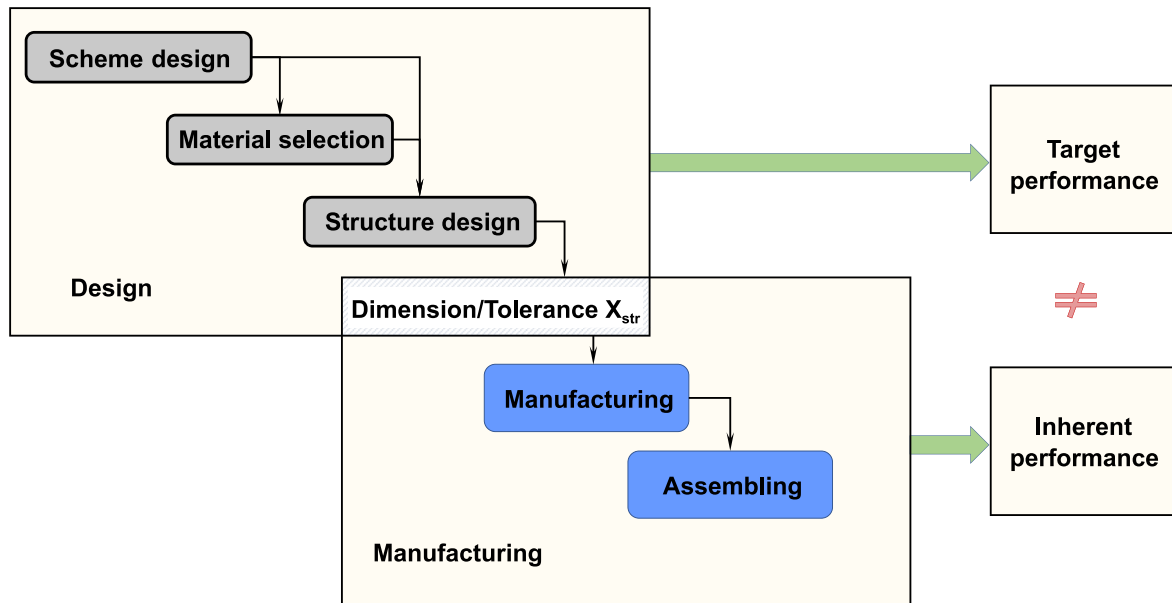 Scheme design
Material selection
Structure design
Design
Dimension/Tolerance Xstr
Manufacturing
Assembling
Manufacturing
Target
performance
≠
Inherent
performance